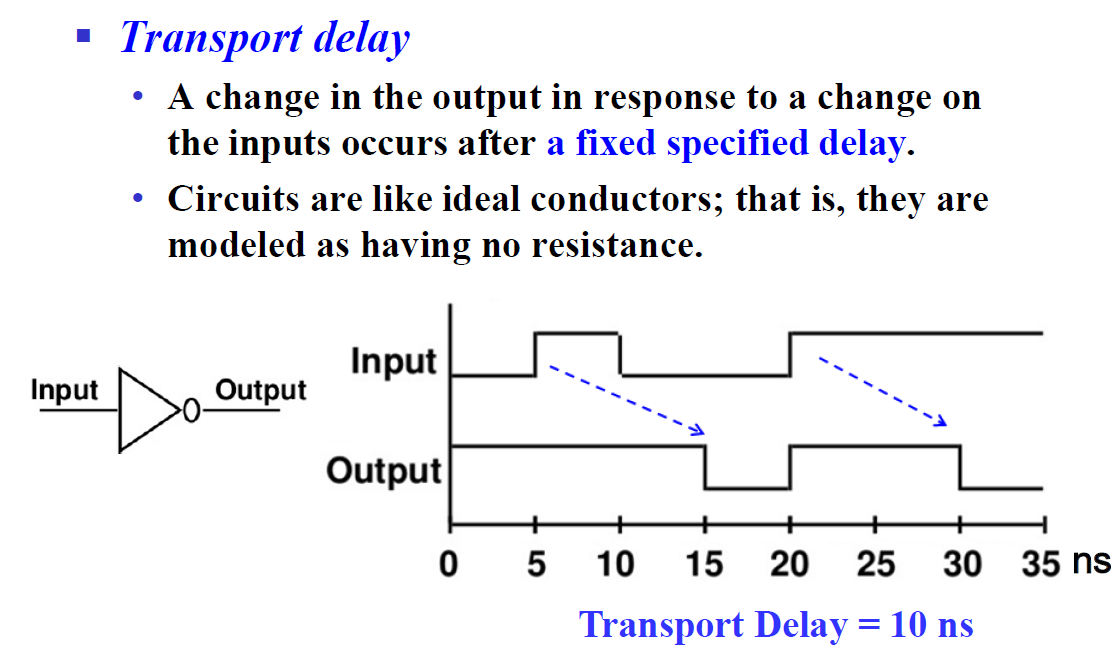 Transport delay
A change in the output in response to a change on
the inputs occurs after a fixed specified delay.
Circuits are like ideal conductors; that is, they are
modeled as having no resistance.
Input
Input
Output
Output
0 5 10 15 20 25 30 35 ns
Transport Delay = 10 ns